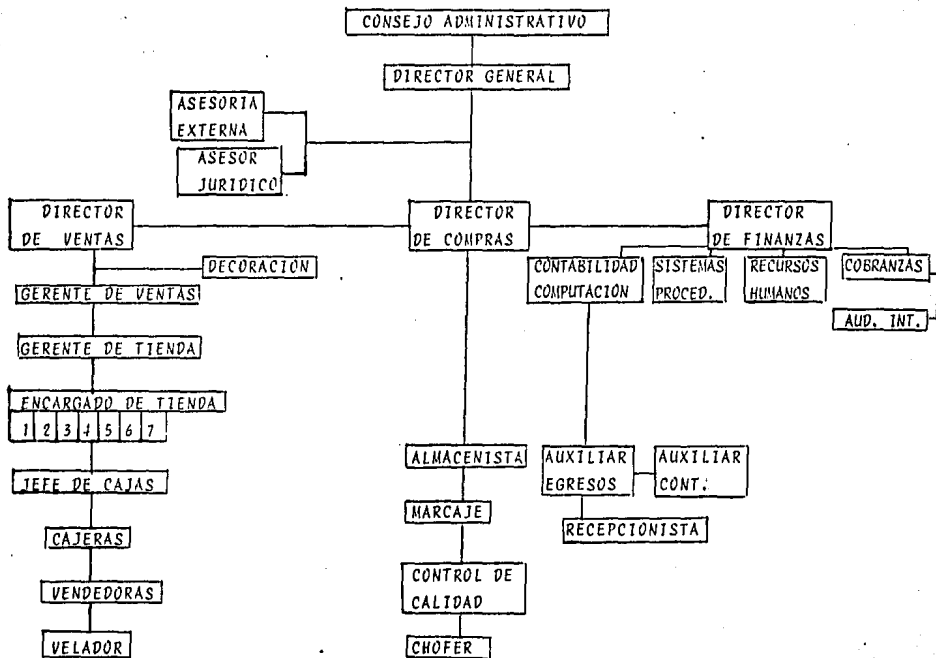 CONSEJO ADMINISTRATIVO
DIRECTOR GENERAL
ASESORIA
EXTERNA
ASESOR
JURIDICO
DIRECTOR
DE VENTAS
DIRECTOR
DE COMPRAS
DIRECTOR
DE FINANZAS
DECORACIÓN
CONTABILIDAD
COMPUTACION
SISTEMAS
PROCED.
RECURSOS
HUMANOS
COBRANZAS
AUD. INT.
GERENTE DE VENTAS
GERENTE DE TIENDA
ENCARGADO DE TIENDA
1 2 3 4 5 6 7
JEFE DE CAJAS
CAJERAS
VENDEDORAS
VELADOR
ALMACENISTA
MARCAJE
CONTROL DE
CALIDAD
CHOFER
AUXILIAR
EGRESOS
AUXILIAR
CONT.
RECEPCIONISTA